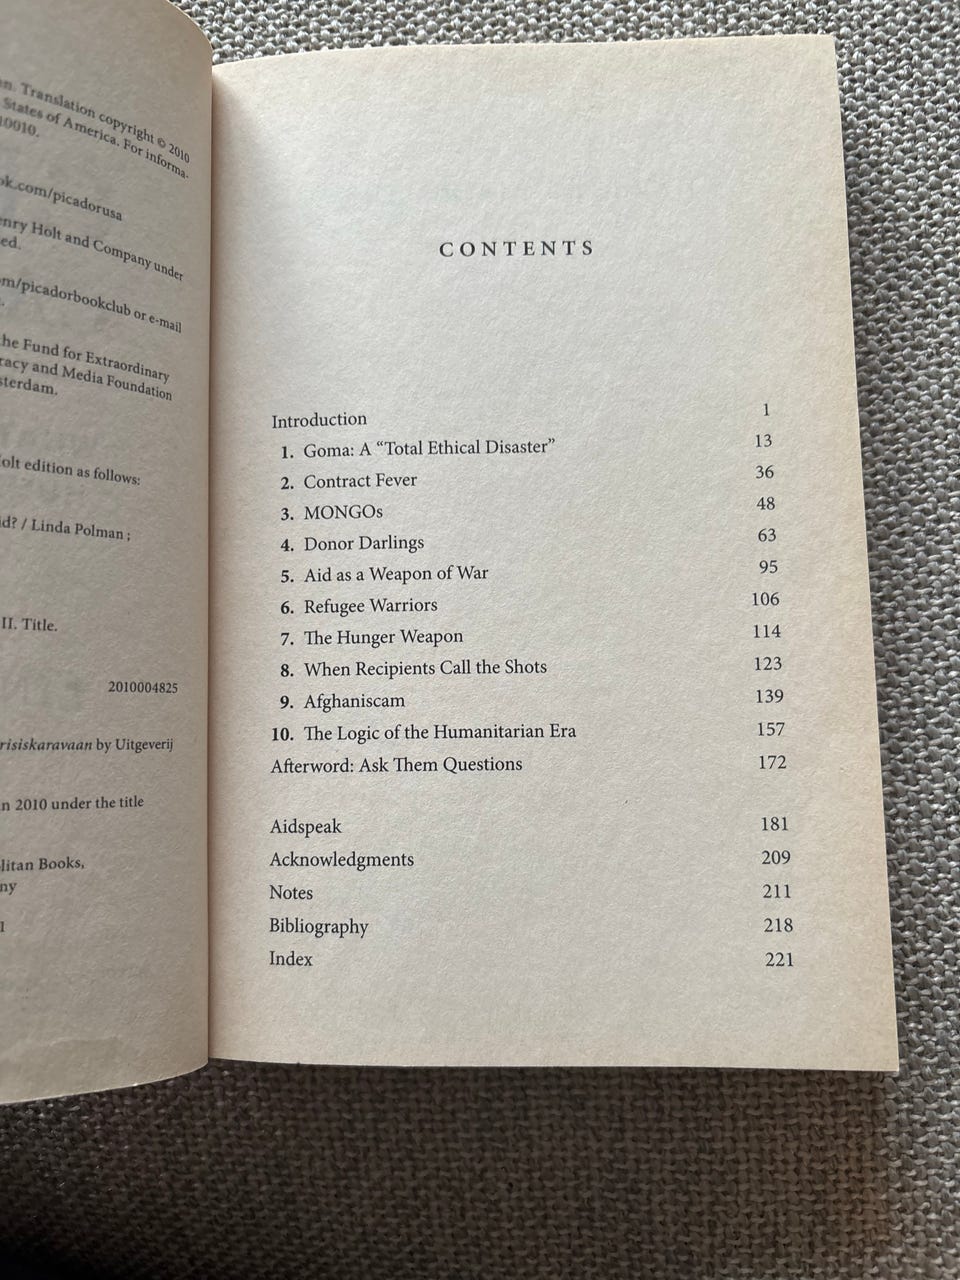 Translation copyright © 2010
States of America. For informa-
10010.
ok.com/picadorusa
Holt and Company under
ed.
m/picadorbookclub or e-mail
he Fund for Extraordinary
racy and Media Foundation
sterdam.
olt edition as follows:
id? / Linda Polman ;
II. Title.
2010004825
risiskaravaan by Uitgeverij
n 2010 under the title
litan Books,
ny
CONTENTS
Introduction 1
1. Goma: A “Total Ethical Disaster” 13
2. Contract Fever 36
3. MONGOs 48
4. Donor Darlings 63
5. Aid as a Weapon of War 95
6. Refugee Warriors 106
7. The Hunger Weapon 114
8. When Recipients Call the Shots 123
9. Afghaniscam 139
10. The Logic of the Humanitarian Era 157
Afterword: Ask Them Questions 172
Aidspeak 181
Acknowledgments 209
Notes 211
Bibliography 218
Index 221